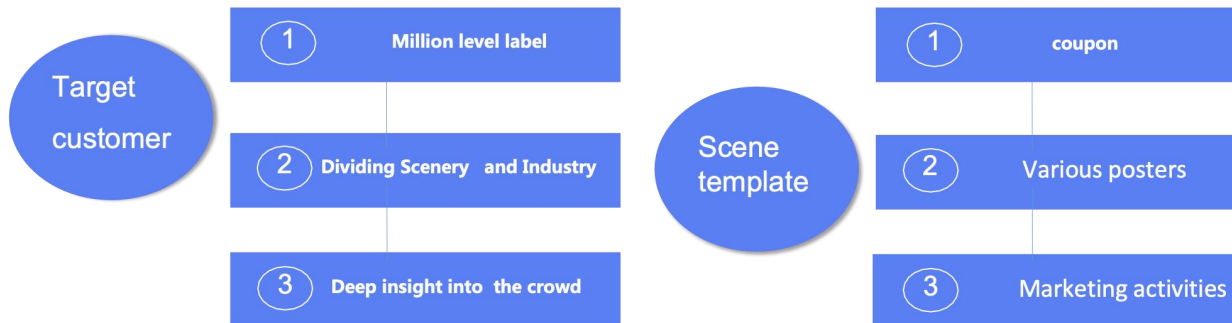 Target
customer
1 Million level label
2 Dividing Scenery and Industry
3 Deep insight into the crowd
Scene
template
1 coupon
2 Various posters
3 Marketing activities